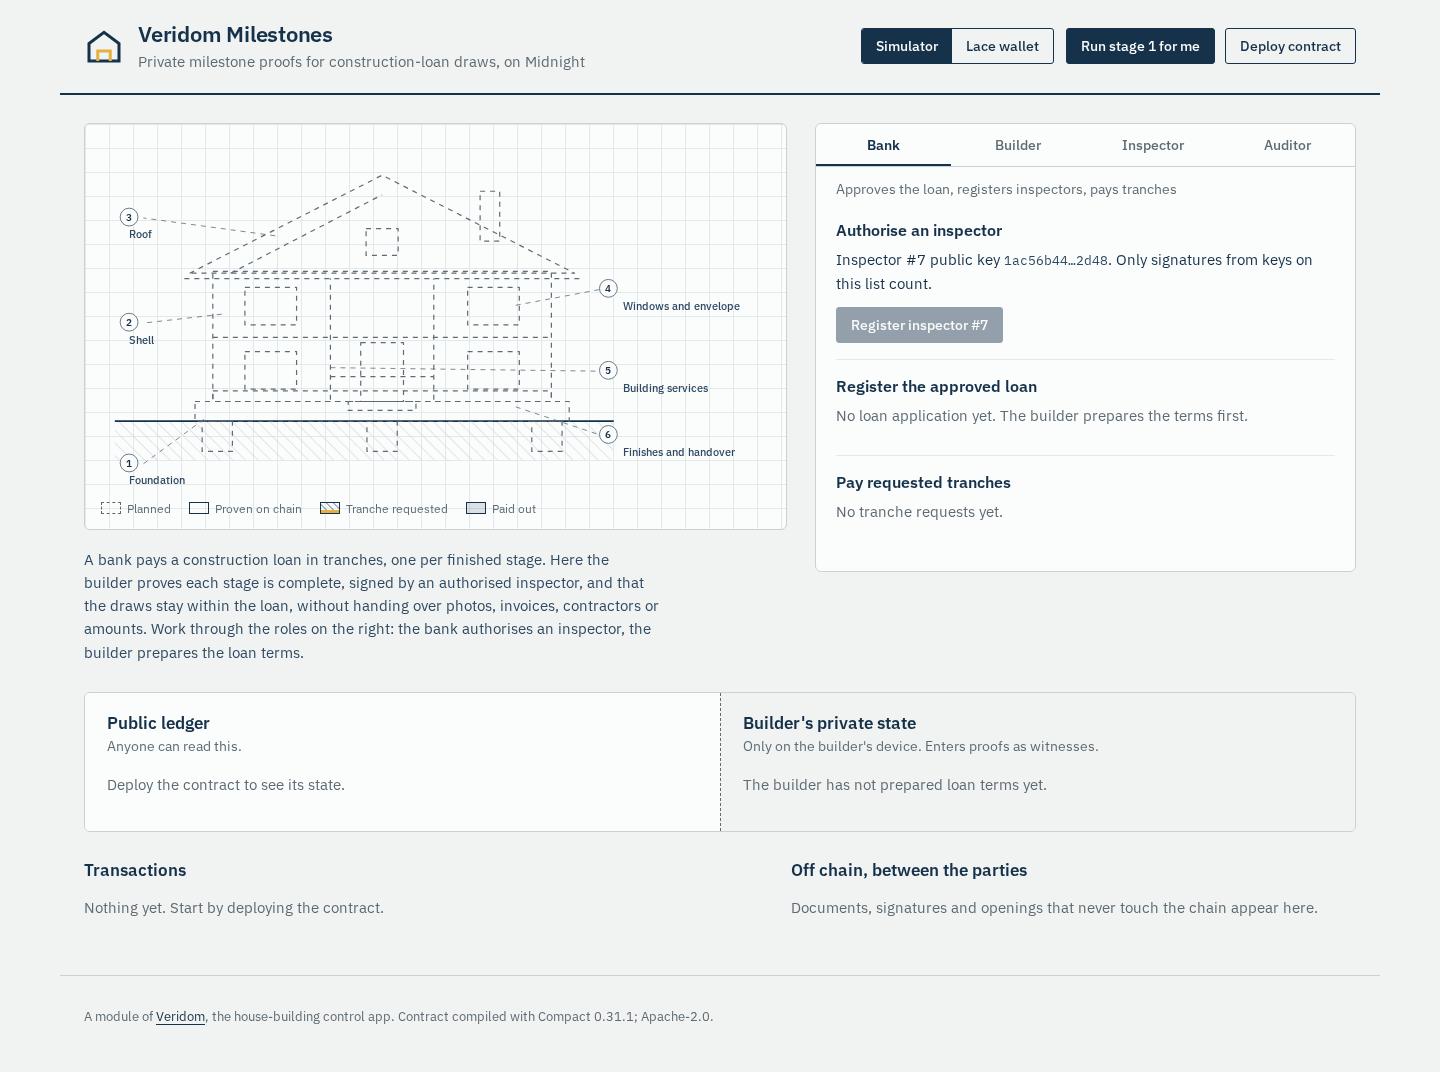 Veridom Milestones
Private milestone proofs for construction-loan draws, on Midnight
Simulator
Lace wallet
Run stage 1 for me
Deploy contract
3
Roof
2
Shell
4
Windows and envelope
5
Building services
6
Finishes and handover
1
Foundation
Planned
Proven on chain
Tranche requested
Paid out
Bank
Builder
Inspector
Auditor
Approves the loan, registers inspectors, pays tranches
Authorise an inspector
Inspector #7 public key 1ac56b44…2d48. Only signatures from keys on
this list count.
Register inspector #7
Register the approved loan
No loan application yet. The builder prepares the terms first.
Pay requested tranches
No tranche requests yet.
A bank pays a construction loan in tranches, one per finished stage. Here the
builder proves each stage is complete, signed by an authorised inspector, and that
the draws stay within the loan, without handing over photos, invoices, contractors or
amounts. Work through the roles on the right: the bank authorises an inspector, the
builder prepares the loan terms.
Public ledger
Anyone can read this.
Deploy the contract to see its state.
Builder's private state
Only on the builder's device. Enters proofs as witnesses.
The builder has not prepared loan terms yet.
Transactions
Nothing yet. Start by deploying the contract.
Off chain, between the parties
Documents, signatures and openings that never touch the chain appear here.
A module of Veridom, the house-building control app. Contract compiled with Compact 0.31.1; Apache-2.0.